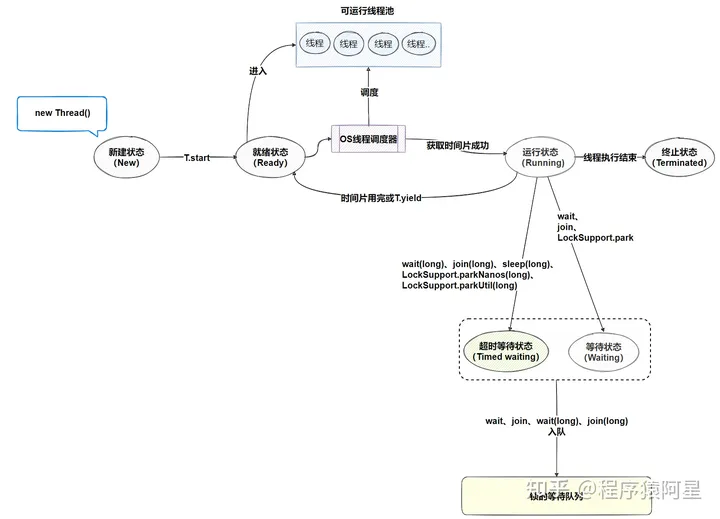 可运行线程池
线程
线程
线程
线程..
进入
调度
new Thread()
新建状态
(New)
T.start
就绪状态
(Ready)
OS线程调度器
获取时间片成功
运行状态
(Running)
线程执行结束
终止状态
(Terminated)
时间片用完或T.yield
wait、
join、
LockSupport.park
wait(long)、join(long)、sleep(long)、
LockSupport.parkNanos(long)、
LockSupport.parkUtil(long)
超时等待状态
(Timed waiting)
等待状态
(Waiting)
wait、join、wait(long)、join(long)
入队
的等待队列
知乎 @程序猿阿星